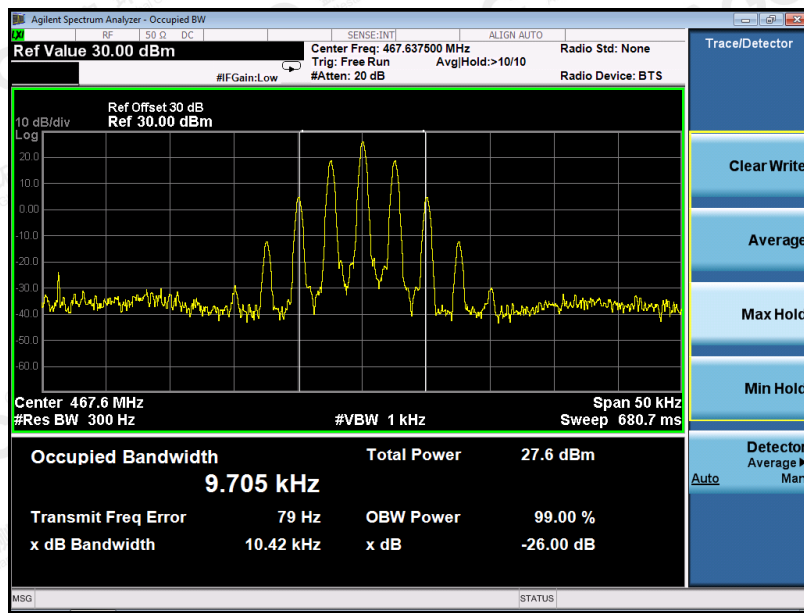 Agilent Spectrum Analyzer - Occupied BW
LXI RF 50 Ω DC SENSE:INT ALIGN AUTO
Ref Value 30.00 dBm
Center Freq: 467.637500 MHz
Radio Std: None
Trig: Free Run Avg|Hold:>10/10
#IFGain:Low #Atten: 20 dB Radio Device: BTS
Trace/Detector
Ref Offset 30 dB
10 dB/div Ref 30.00 dBm
Log
20.0
10.0
0.00
-10.0
-20.0
-30.0
-40.0
-50.0
-60.0
Center 467.6 MHz Span 50 kHz
#Res BW 300 Hz #VBW 1 kHz Sweep 680.7 ms
Occupied Bandwidth Total Power 27.6 dBm
9.705 kHz
Transmit Freq Error 79 Hz OBW Power 99.00 %
x dB Bandwidth 10.42 kHz x dB -26.00 dB
Clear Write
Average
Max Hold
Min Hold
Detector
Average
Auto Man
MSG STATUS